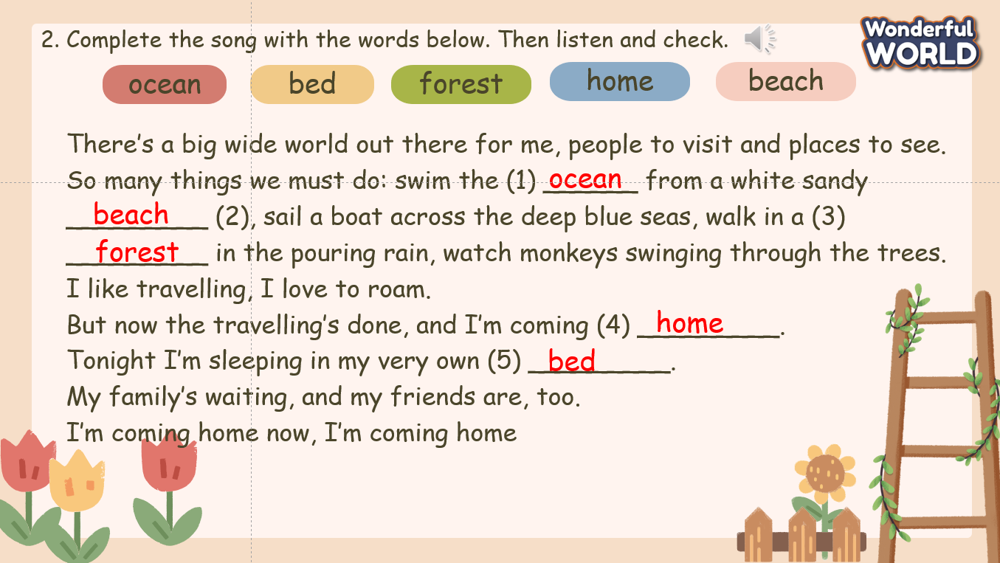 2. Complete the song with the words below. Then listen and check.
Wonderful
WORLD
ocean bed forest home beach
There's a big wide world out there for me, people to visit and places to see.
So many things we must do: swim the (1) ocean from a white sandy
beach (2), sail a boat across the deep blue seas, walk in a (3)
forest in the pouring rain, watch monkeys swinging through the trees.
I like travelling, I love to roam.
But now the travelling's done, and I'm coming (4) home.
Tonight I'm sleeping in my very own (5) bed.
My family's waiting, and my friends are, too.
I'm coming home now, I'm coming home